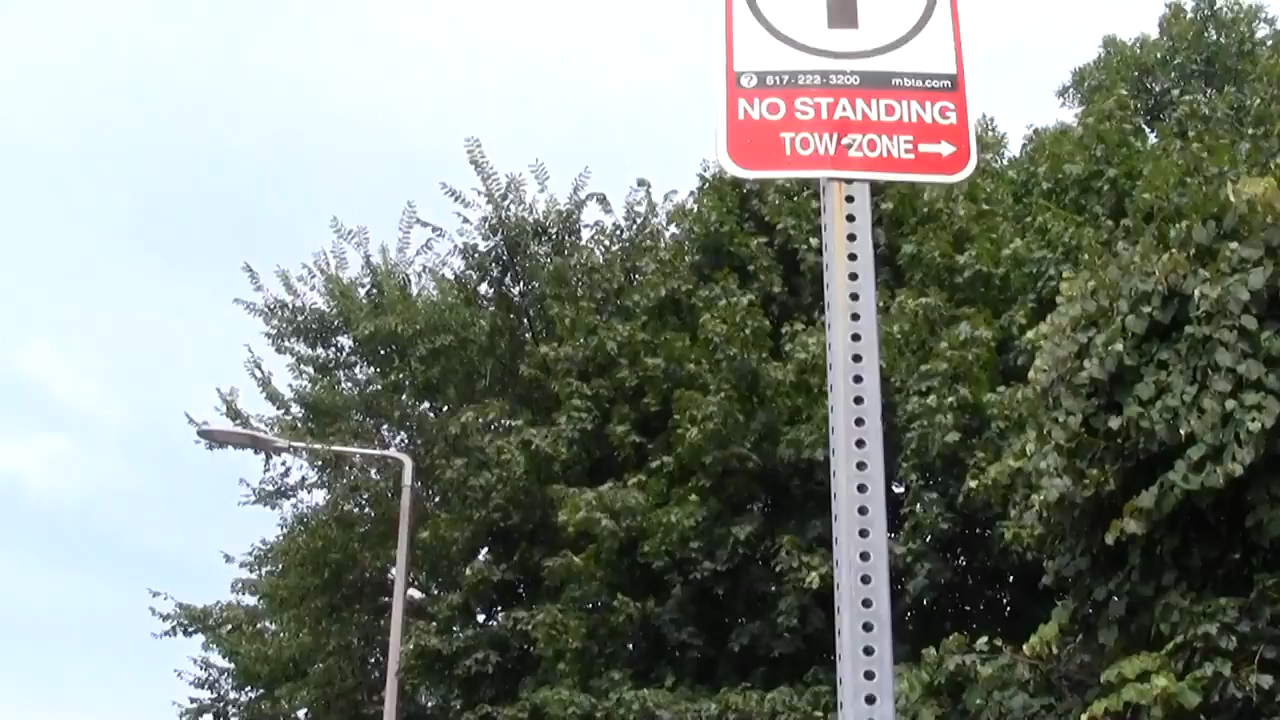 ? 617-222-3200 mbta.com
NO STANDING
TOW ZONE →